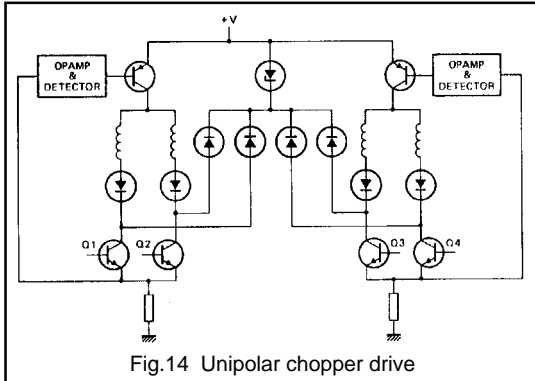 +V
OPAMP
&
DETECTOR
OPAMP
&
DETECTOR
Q1
Q2
Q3
Q4
Fig.14 Unipolar chopper drive